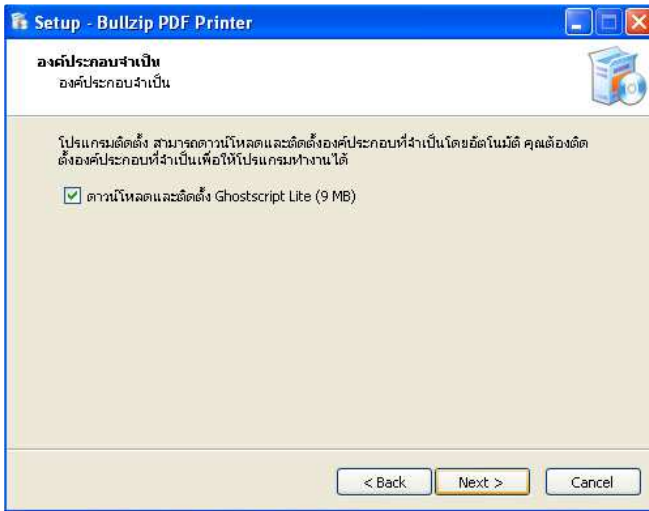 Setup - Bullzip PDF Printer
องค์ประกอบจำเป็น
องค์ประกอบจำเป็น
โปรแกรมติดตั้ง สามารถดาวน์โหลดและติดตั้งองค์ประกอบที่จำเป็นโดยอัตโนมัติ คุณต้องติด
ตั้งองค์ประกอบที่จำเป็นเพื่อให้โปรแกรมทำงานได้
ดาวน์โหลดและติดตั้ง Ghostscript Lite (9 MB)
< Back Next > Cancel